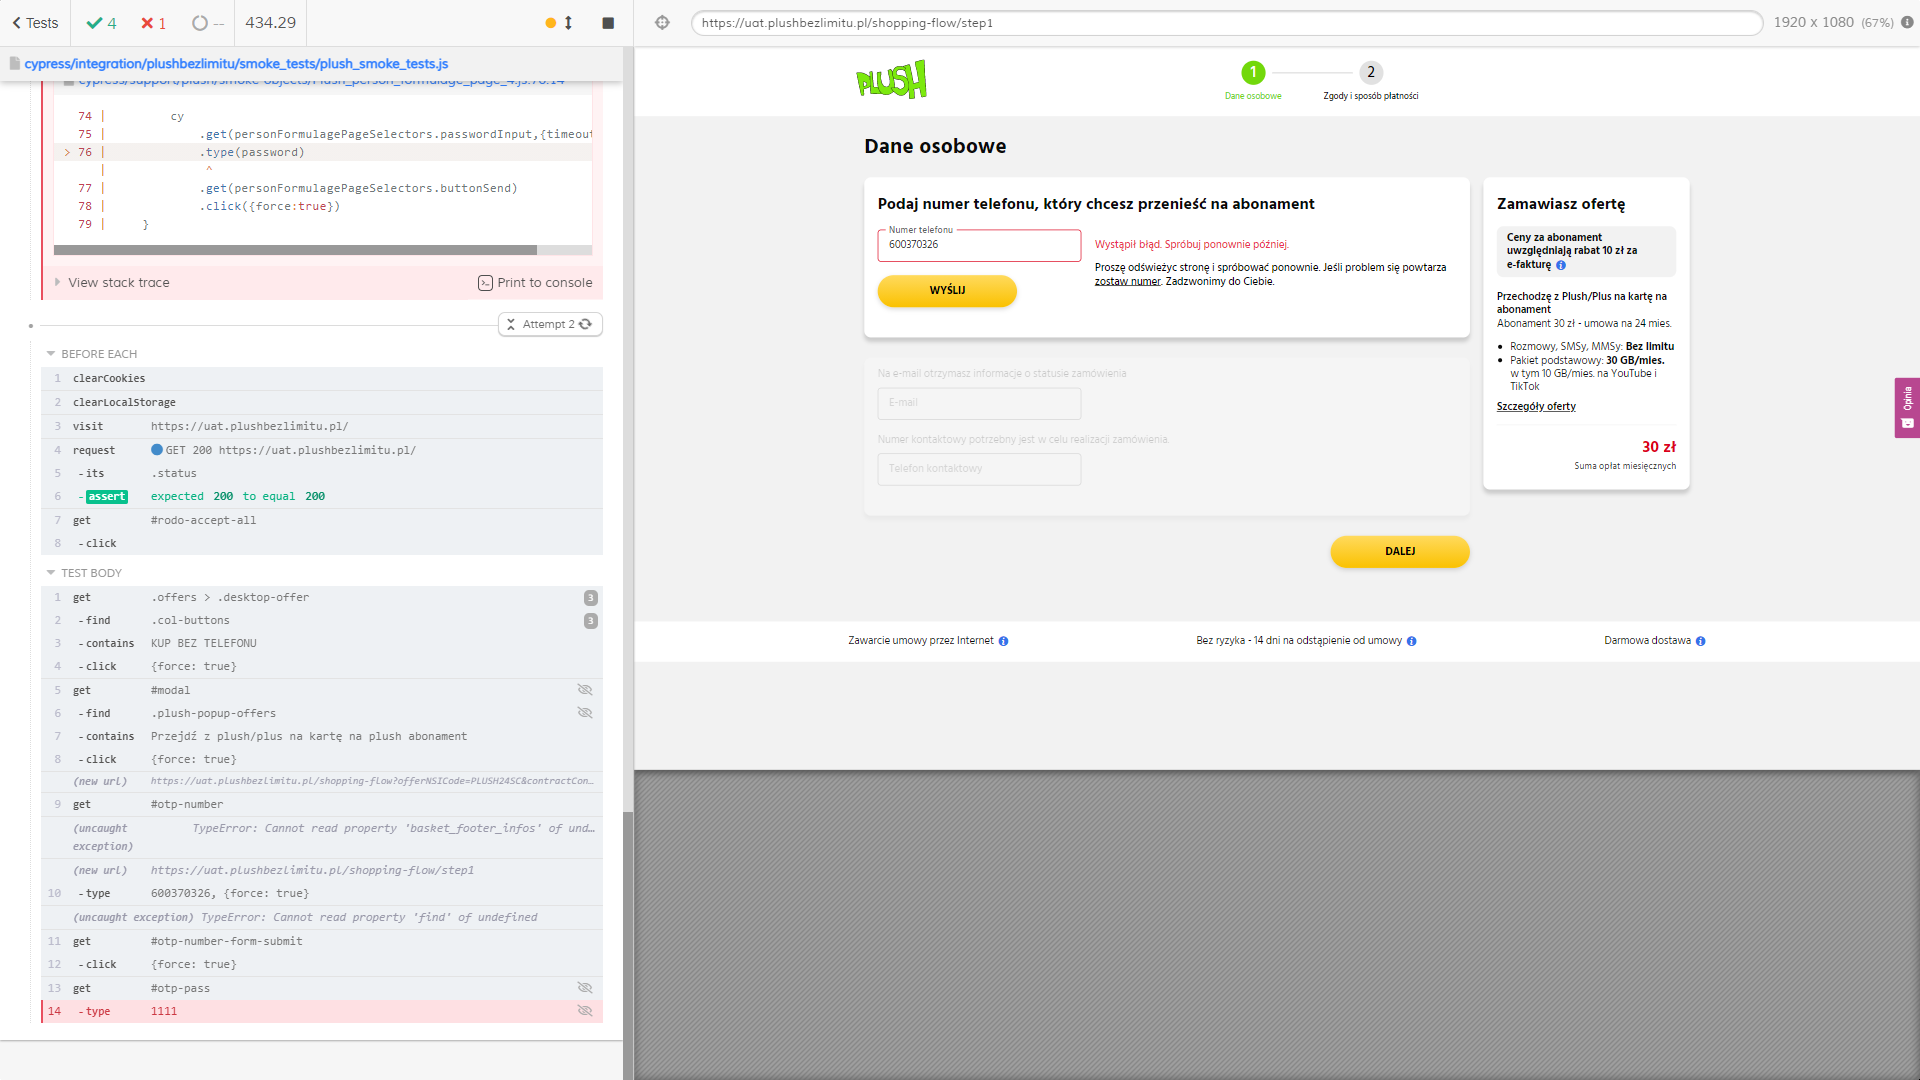 Tests
4
1
--
434.29
cypress/integration/plushbezlimitu/smoke_tests/plush_smoke_tests.js
74 | cy
75 | .get(personFormulagePageSelectors.passwordInput,{timeout
> 76 | .type(password)
| ^
77 | .get(personFormulagePageSelectors.buttonSend)
78 | .click({force:true})
79 | }
View stack trace
Print to console
Attempt 2
BEFORE EACH
1 clearCookies
2 clearLocalStorage
3 visit https://uat.plushbezlimitu.pl/
4 request GET 200 https://uat.plushbezlimitu.pl/
5 -its .status
6 -assert expected 200 to equal 200
7 get #rodo-accept-all
8 -click
TEST BODY
1 get .offers > .desktop-offer 3
2 -find .col-buttons 3
3 -contains KUP BEZ TELEFONU
4 -click {force: true}
5 get #modal
6 -find .plush-popup-offers
7 -contains Przejdź z plush/plus na kartę na plush abonament
8 -click {force: true}
(new url) https://uat.plushbezlimitu.pl/shopping-flow?offerNSICode=PLUSH24SC&contractCon…
9 get #otp-number
(uncaught exception) TypeError: Cannot read property 'basket_footer_infos' of und…
(new url) https://uat.plushbezlimitu.pl/shopping-flow/step1
10 -type 600370326, {force: true}
(uncaught exception) TypeError: Cannot read property 'find' of undefined
11 get #otp-number-form-submit
12 -click {force: true}
13 get #otp-pass
14 -type 1111
https://uat.plushbezlimitu.pl/shopping-flow/step1
1920 x 1080 (67%)
PLUSH
1
Dane osobowe
2
Zgody i sposób płatności
Dane osobowe
Podaj numer telefonu, który chcesz przenieść na abonament
Numer telefonu
600370326
Wystąpił błąd. Spróbuj ponownie później.
Proszę odświeżyc stronę i spróbować ponownie. Jeśli problem się powtarza
zostaw numer. Zadzwonimy do Ciebie.
WYŚLIJ
Na e-mail otrzymasz informacje o statusie zamówienia
E-mail
Numer kontaktowy potrzebny jest w celu realizacji zamówienia.
Telefon kontaktowy
DALEJ
Zamawiasz ofertę
Ceny za abonament
uwzględniają rabat 10 zł za
e-fakturę
Przechodzę z Plush/Plus na kartę na
abonament
Abonament 30 zł - umowa na 24 mies.
Rozmowy, SMSy, MMSy: Bez limitu
Pakiet podstawowy: 30 GB/mies.
w tym 10 GB/mies. na YouTube i
TikTok
Szczegóły oferty
30 zł
Suma opłat miesięcznych
Opinia
Zawarcie umowy przez Internet
Bez ryzyka - 14 dni na odstąpienie od umowy
Darmowa dostawa